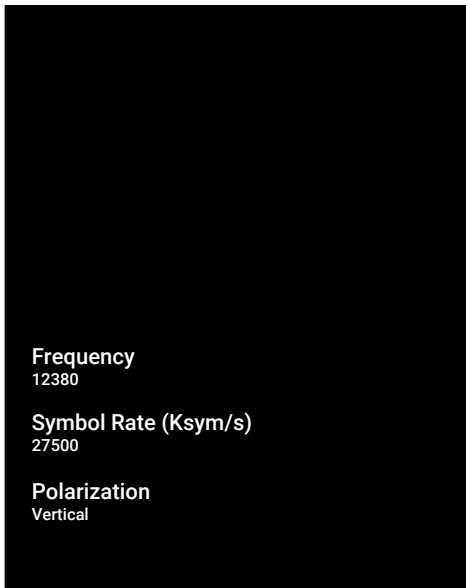 Frequency
12380
Symbol Rate (Ksym/s)
27500
Polarization
Vertical